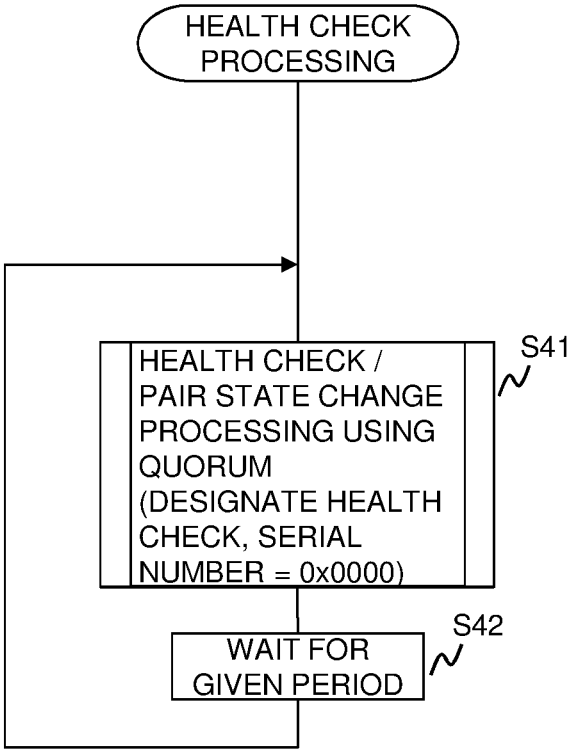 HEALTH CHECK
PROCESSING
S41
HEALTH CHECK /
PAIR STATE CHANGE
PROCESSING USING
QUORUM
(DESIGNATE HEALTH
CHECK, SERIAL
NUMBER = 0x0000)
S42
WAIT FOR
GIVEN PERIOD